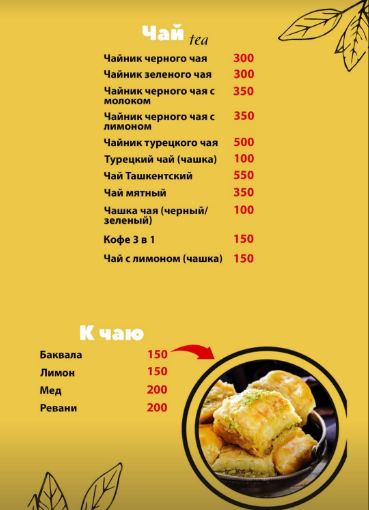 Чай tea
Чайник черного чая 300
Чайник зеленого чая 300
Чайник черного чая с 350
молоком
Чайник черного чая с 350
лимоном
Чайник турецкого чая 500
Турецкий чай (чашка) 100
Чай Ташкентский 550
Чай мятный 350
Чашка чая (черный/ 100
зеленый)
Кофе 3 в 1 150
Чай с лимоном (чашка) 150
К чаю
Баквала 150
Лимон 150
Мед 200
Ревани 200